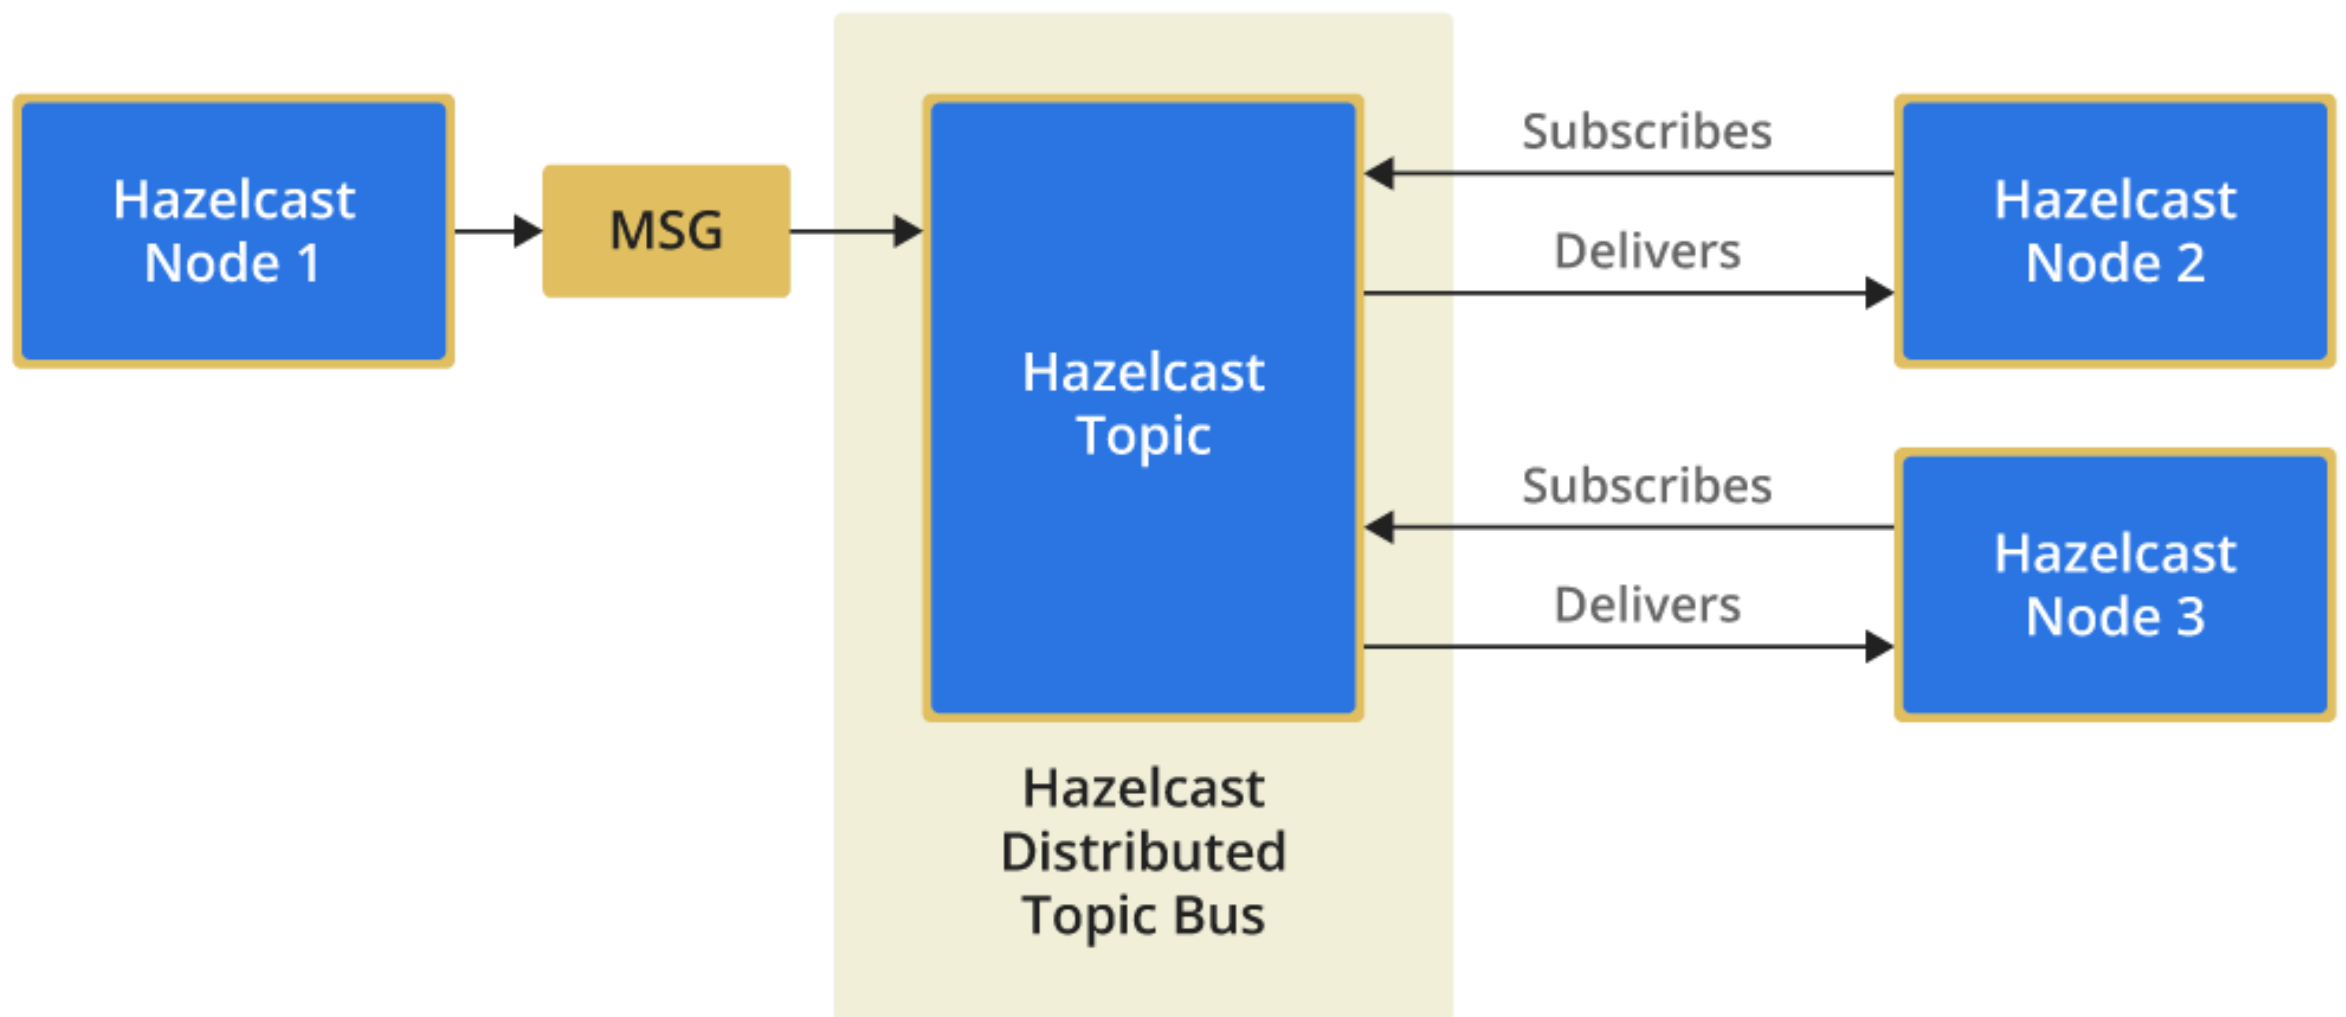 Hazelcast
Node 1
MSG
Hazelcast
Topic
Hazelcast
Distributed
Topic Bus
Subscribes
Delivers
Hazelcast
Node 2
Subscribes
Delivers
Hazelcast
Node 3